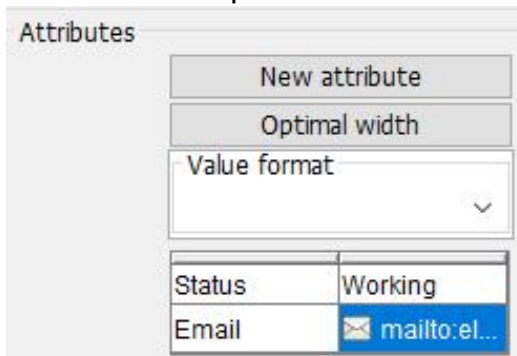 Attributes
New attribute
Optimal width
Value format
Status Working
Email mailto:el...